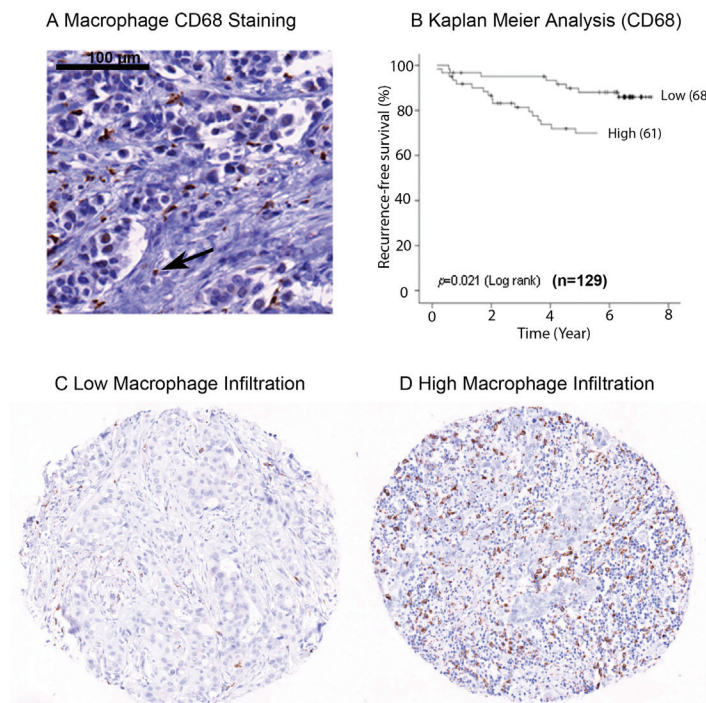 A Macrophage CD68 Staining
100 µm
B Kaplan Meier Analysis (CD68)
Recurrence-free survival (%)
100
80
60
40
20
0
Low (68
High (61)
p=0.021 (Log rank) (n=129)
0 2 4 6 8
Time (Year)
C Low Macrophage Infiltration
D High Macrophage Infiltration